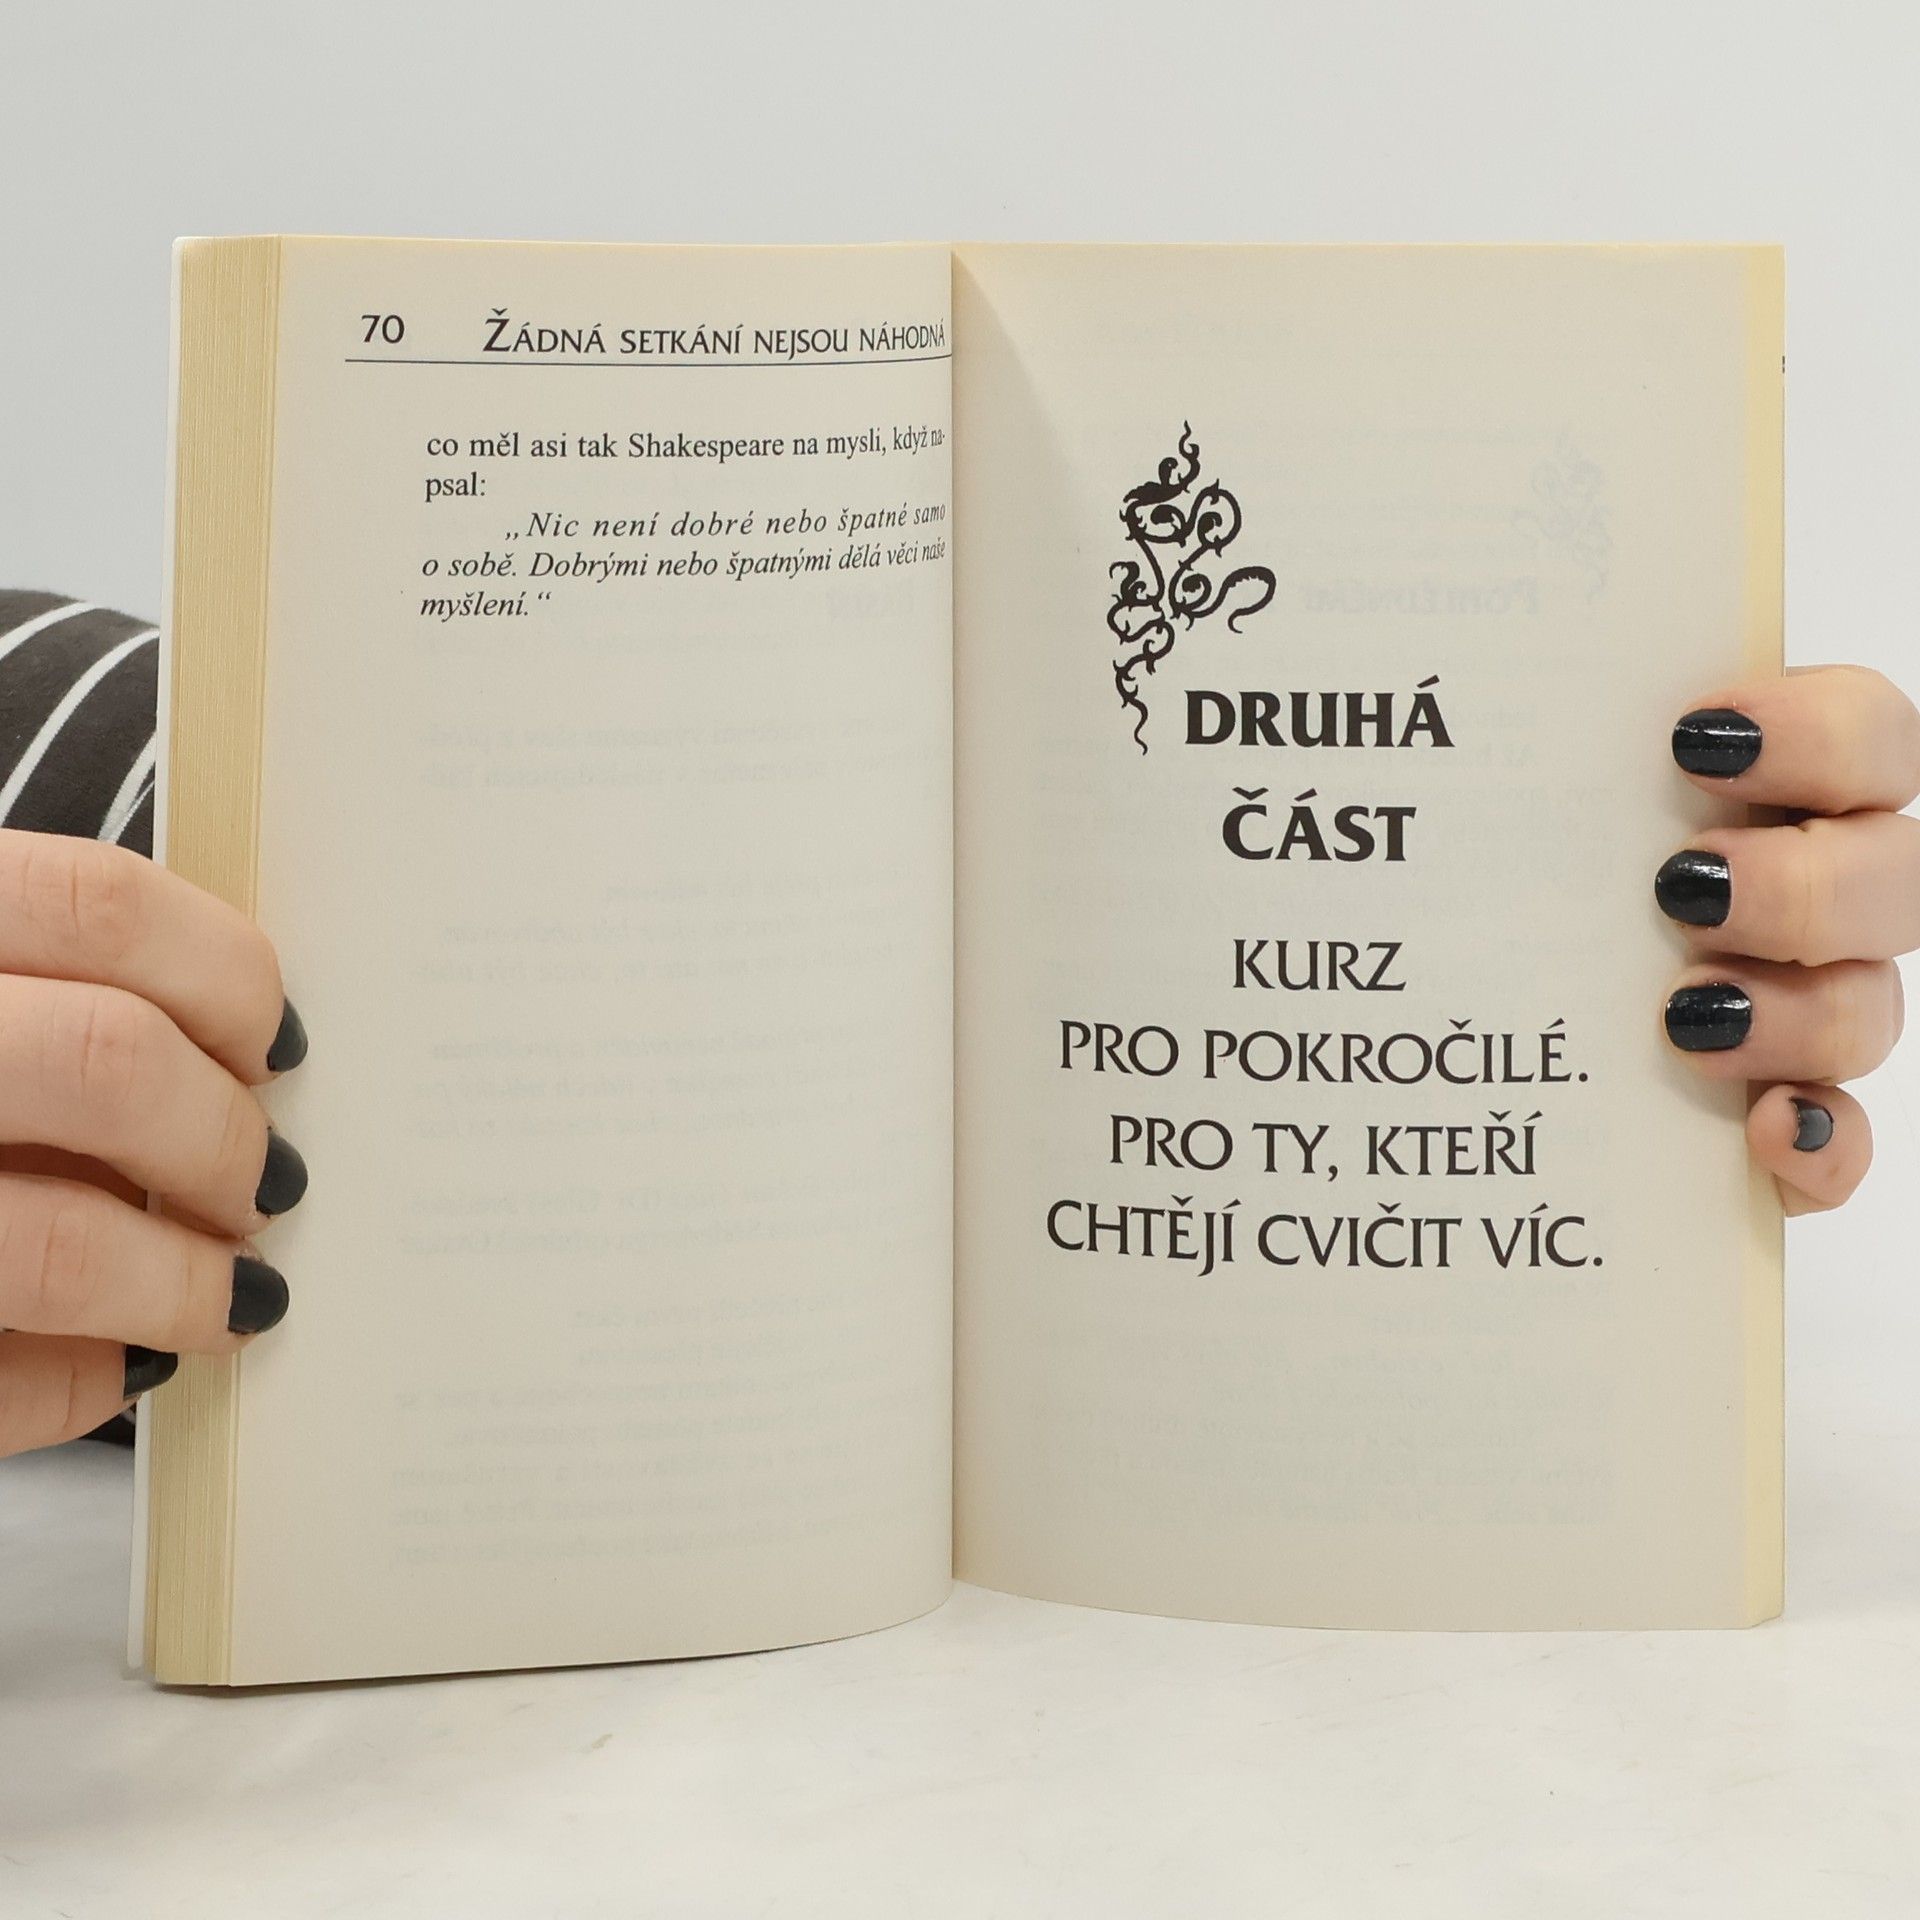 70 ŽÁDNÁ SETKÁNÍ NEJSOU NÁHODNÁ
co měl asi tak Shakespeare na mysli, když na-
psal:
„Nic není dobré nebo špatné samo
o sobě. Dobrými nebo špatnými dělá věci naše
myšlení.“
DRUHÁ
ČÁST
KURZ
PRO POKROČILÉ.
PRO TY, KTEŘÍ
CHTĚJÍ CVIČIT VÍC.